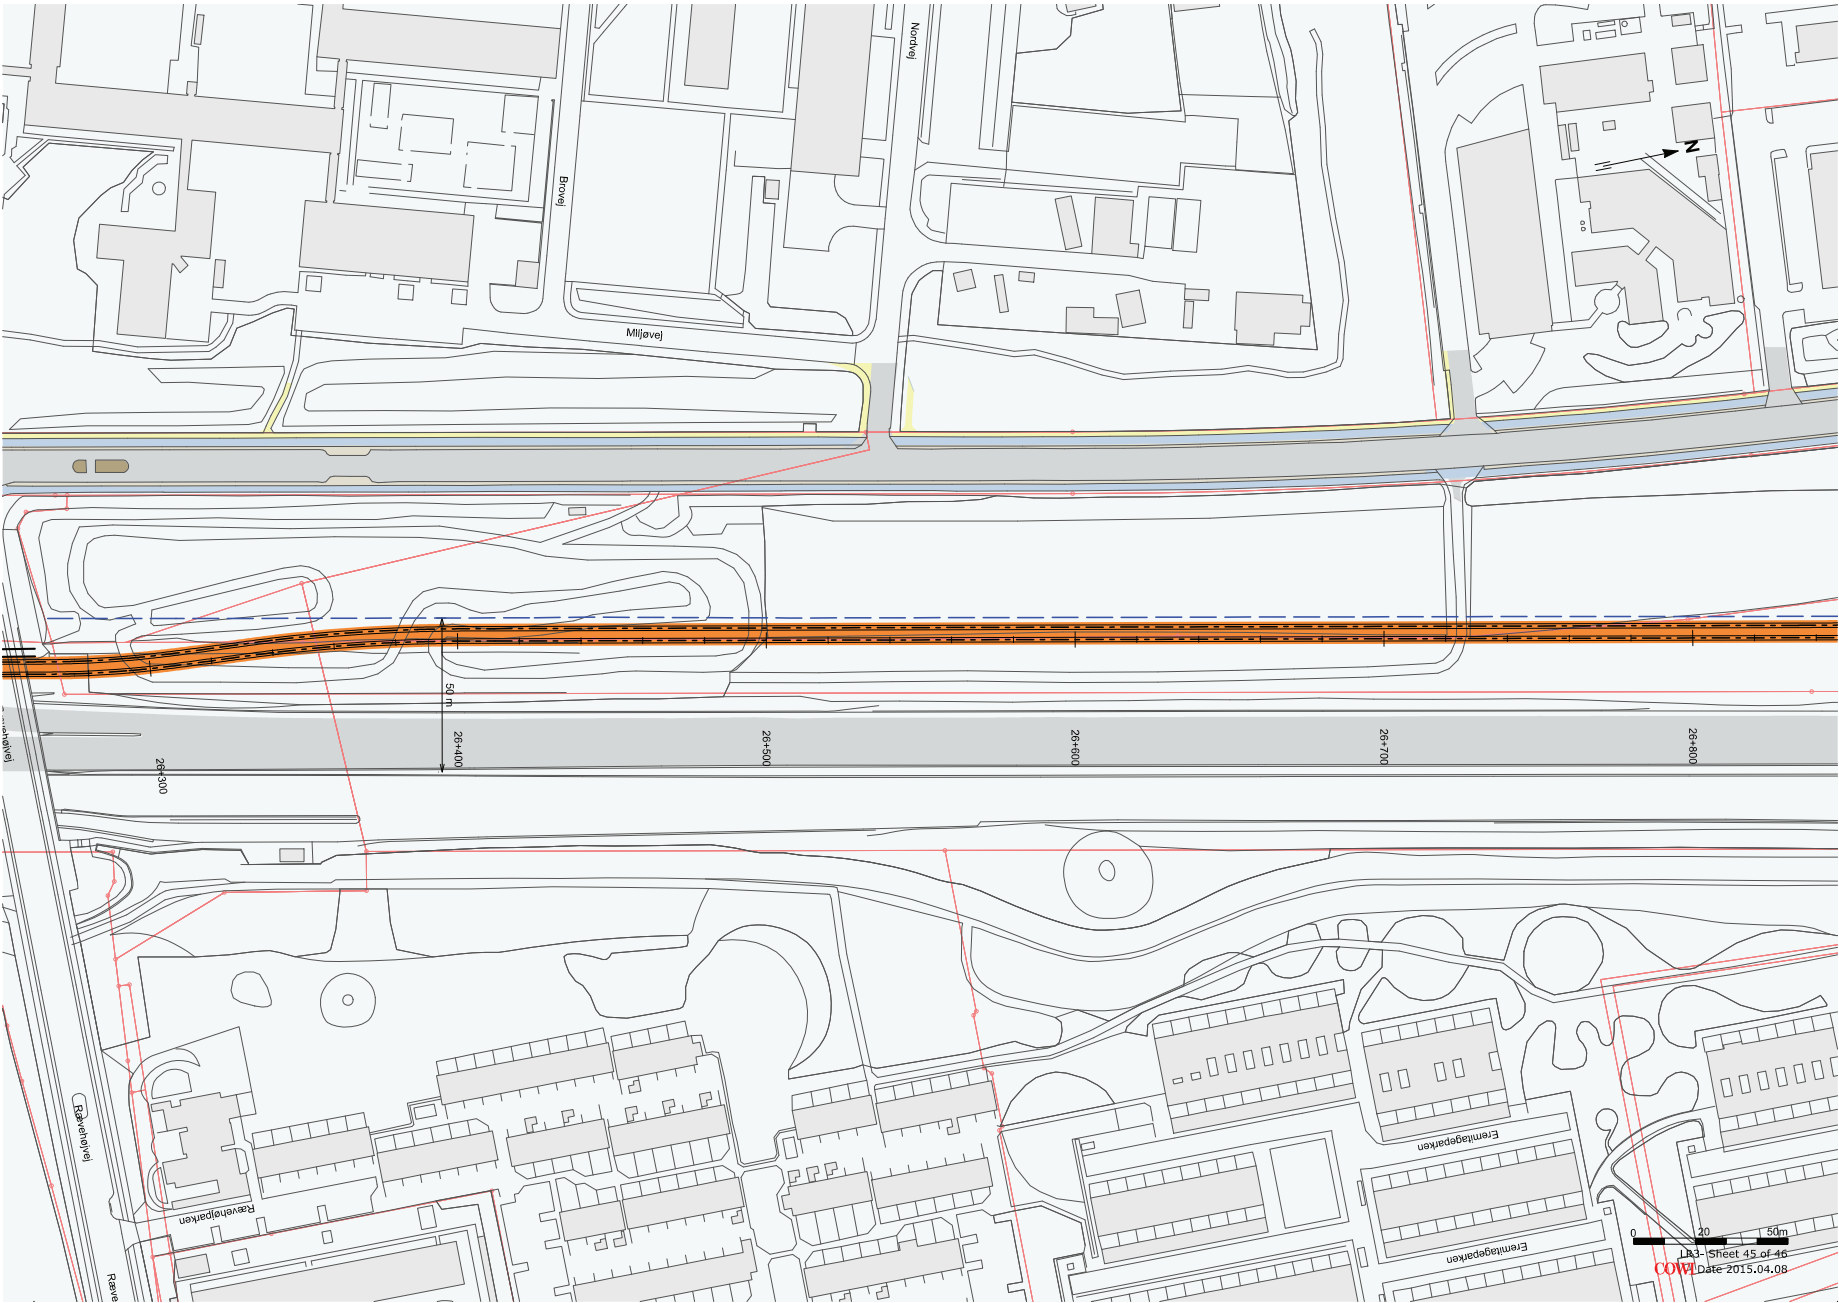 Nordvej
Brovej
N
Miljøvej
50 m
26+300
26+400
26+500
26+600
26+700
26+800
Rævehøjvej
Rævehøjparken
Eremitageparken
Eremitageparken
0 20 50m
LR3- Sheet 45 of 46
COWI Date 2015.04.08